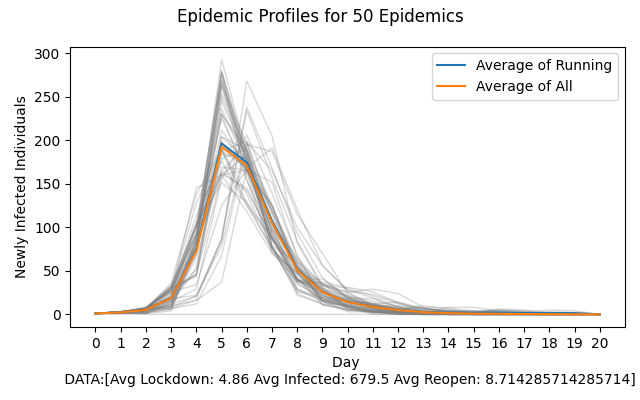 Epidemic Profiles for 50 Epidemics
300
250
200
150
100
50
0
Newly Infected Individuals
Average of Running
Average of All
0 1 2 3 4 5 6 7 8 9 10 11 12 13 14 15 16 17 18 19 20
Day
DATA:[Avg Lockdown: 4.86 Avg Infected: 679.5 Avg Reopen: 8.714285714285714]